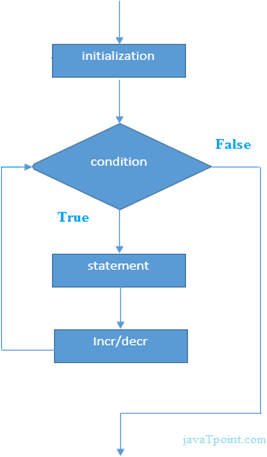 initialization
condition
False
True
statement
Incr/decr
javaTpoint.com